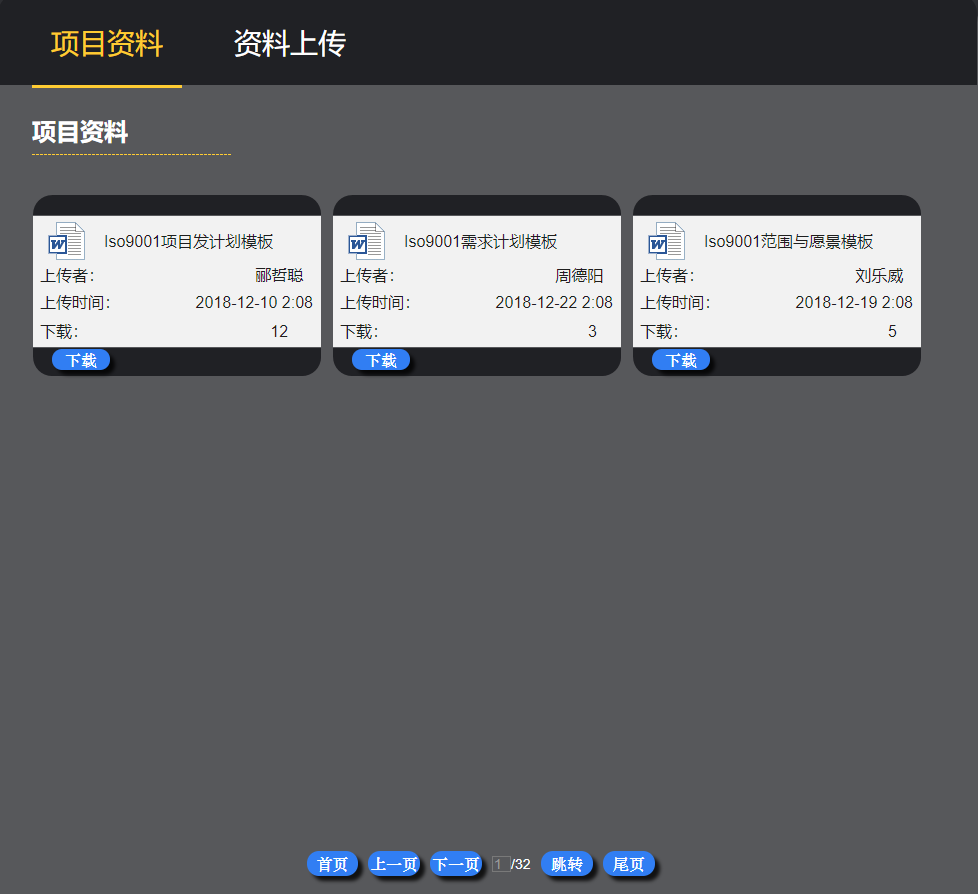 项目资料 资料上传
项目资料
Iso9001项目发计划模板 Iso9001需求计划模板 Iso9001范围与愿景模板
上传者: 郦哲聪 上传者: 周德阳 上传者: 刘乐威
上传时间: 2018-12-10 2:08 上传时间: 2018-12-22 2:08 上传时间: 2018-12-19 2:08
下载: 12 下载: 3 下载: 5
下载 下载 下载
首页 上一页 下一页 1/32 跳转 尾页